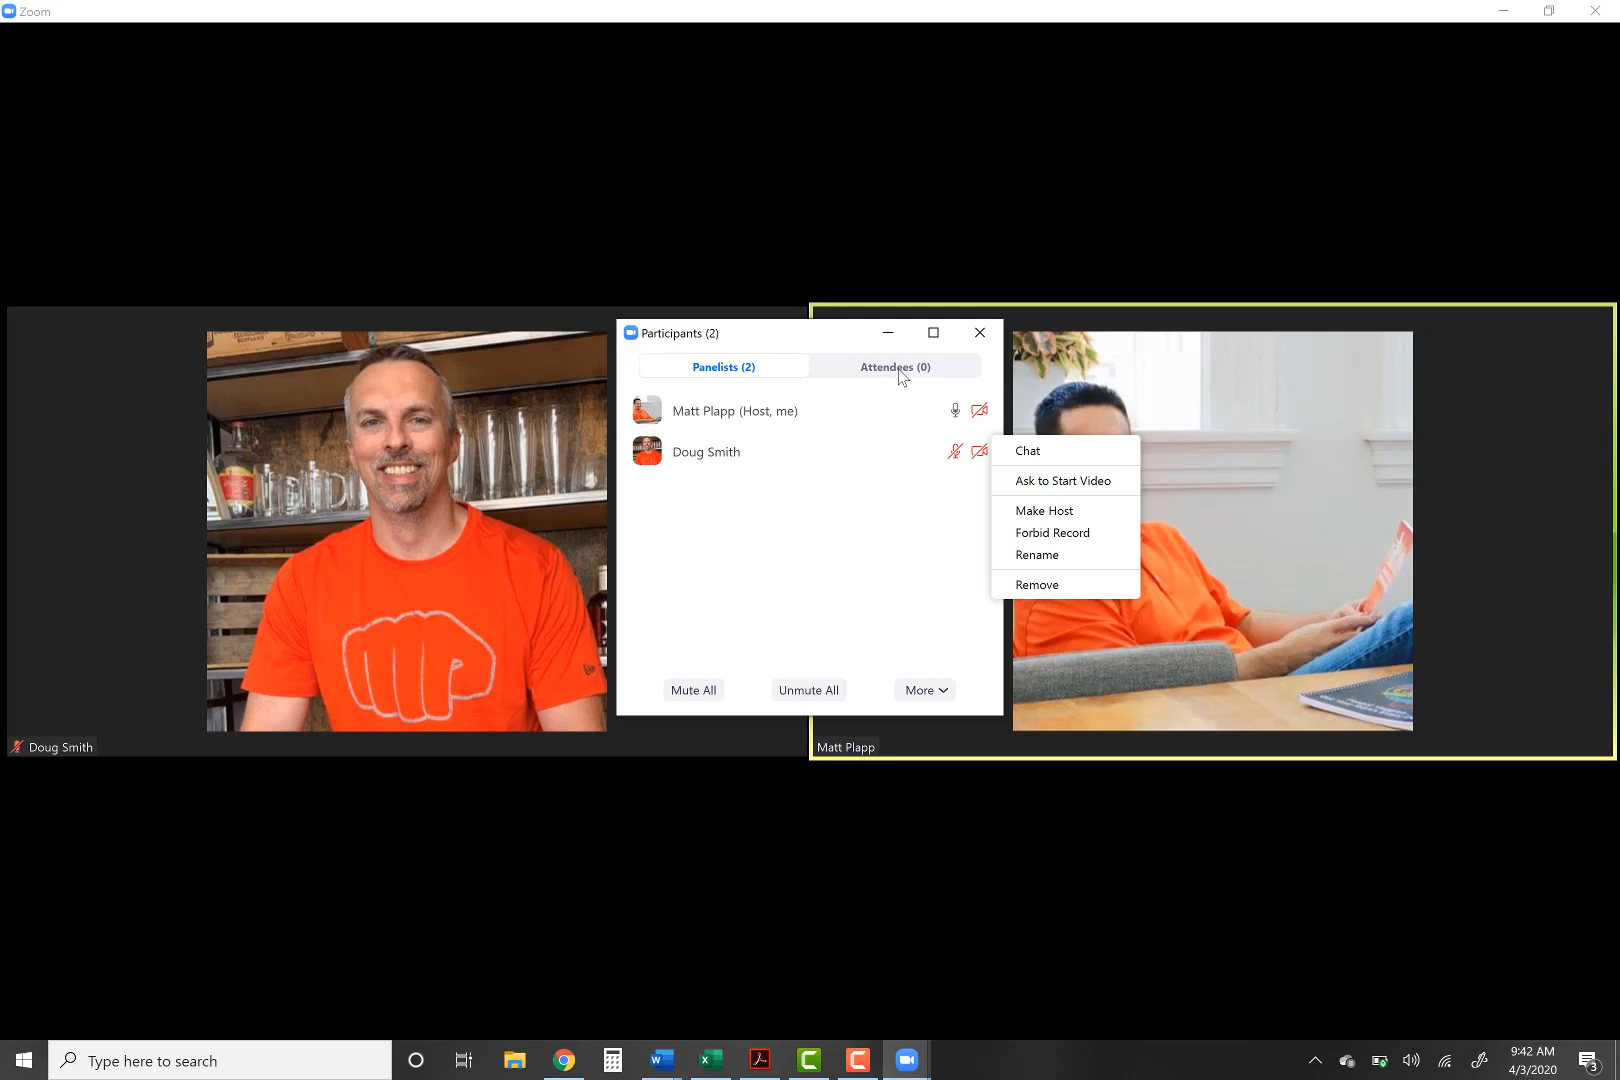 Zoom
Participants (2)
Panelists (2)
Attendees (0)
Matt Plapp (Host, me)
Doug Smith
Chat
Ask to Start Video
Make Host
Forbid Record
Rename
Remove
Mute All
Unmute All
More
Doug Smith
Matt Plapp
Type here to search
9:42 AM
4/3/2020
3